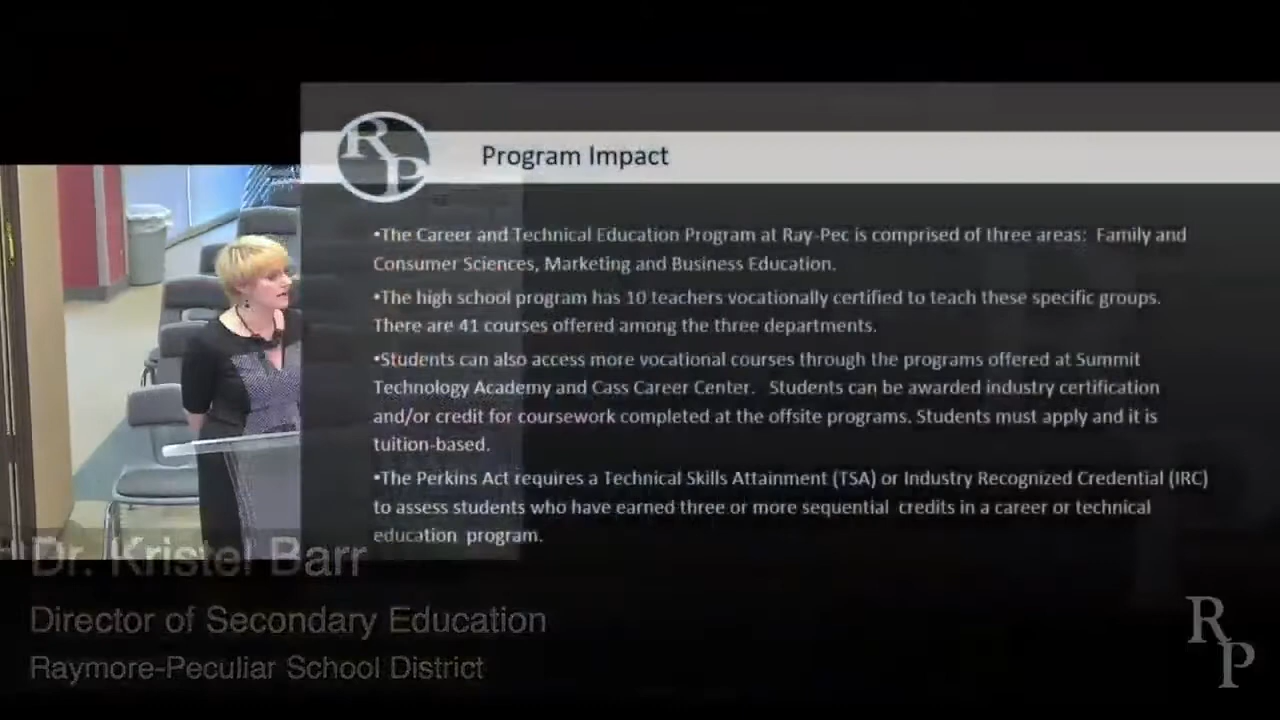 RP
Program Impact
•The Career and Technical Education Program at Ray-Pec is comprised of three areas:  Family and
Consumer Sciences, Marketing and Business Education.
•The high school program has 10 teachers vocationally certified to teach these specific groups.
There are 41 courses offered among the three departments.
•Students can also access more vocational courses through the programs offered at Summit
Technology Academy and Cass Career Center.   Students can be awarded industry certification
and/or credit for coursework completed at the offsite programs. Students must apply and it is
tuition-based.
•The Perkins Act requires a Technical Skills Attainment (TSA) or Industry Recognized Credential (IRC)
to assess students who have earned three or more sequential  credits in a career or technical
education  program.
Dr. Kristel Barr
Director of Secondary Education
Raymore-Peculiar School District
RP